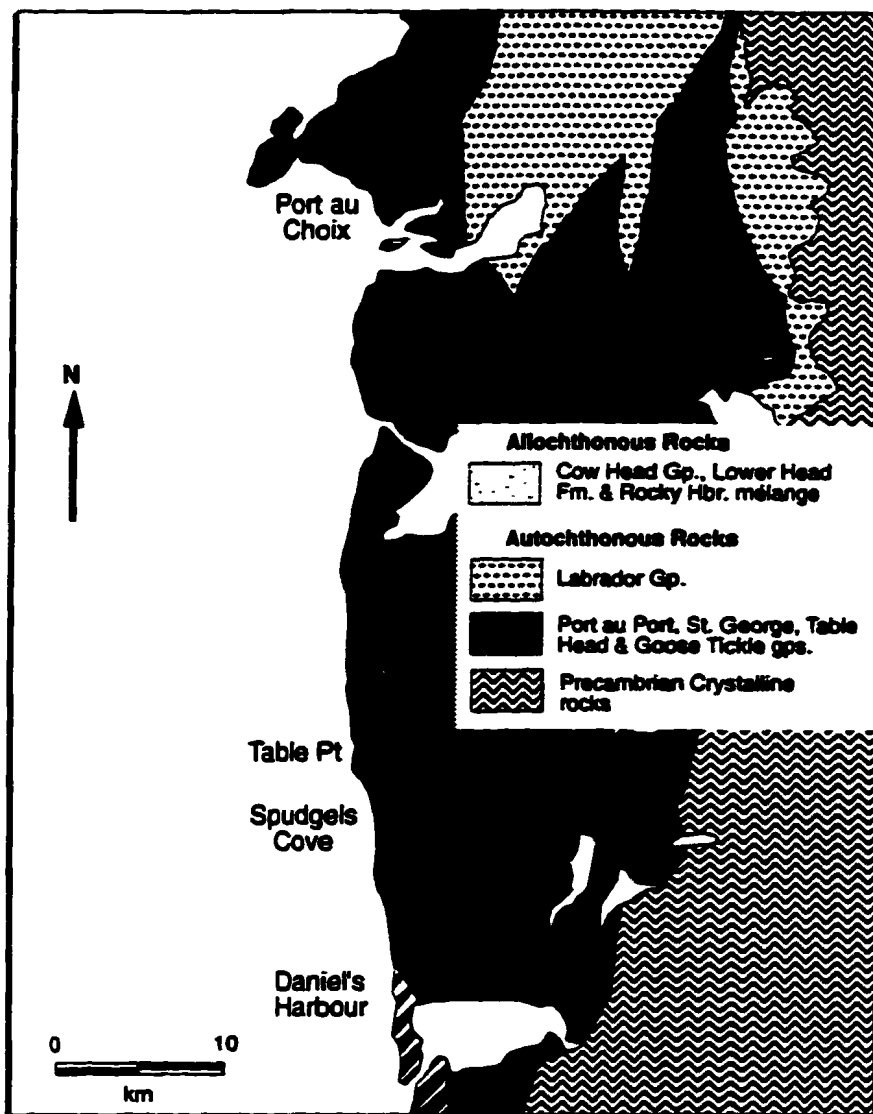 Port au
Choix
N
Allochthonous Rocks
Cow Head Gp., Lower Head
Fm. & Rocky Hbr. mélange
Autochthonous Rocks
Labrador Gp.
Port au Port, St. George, Table
Head & Goose Tickle gps.
Precambrian Crystalline
rocks
Table Pt
Spudgels
Cove
Daniel's
Harbour
0 10
km